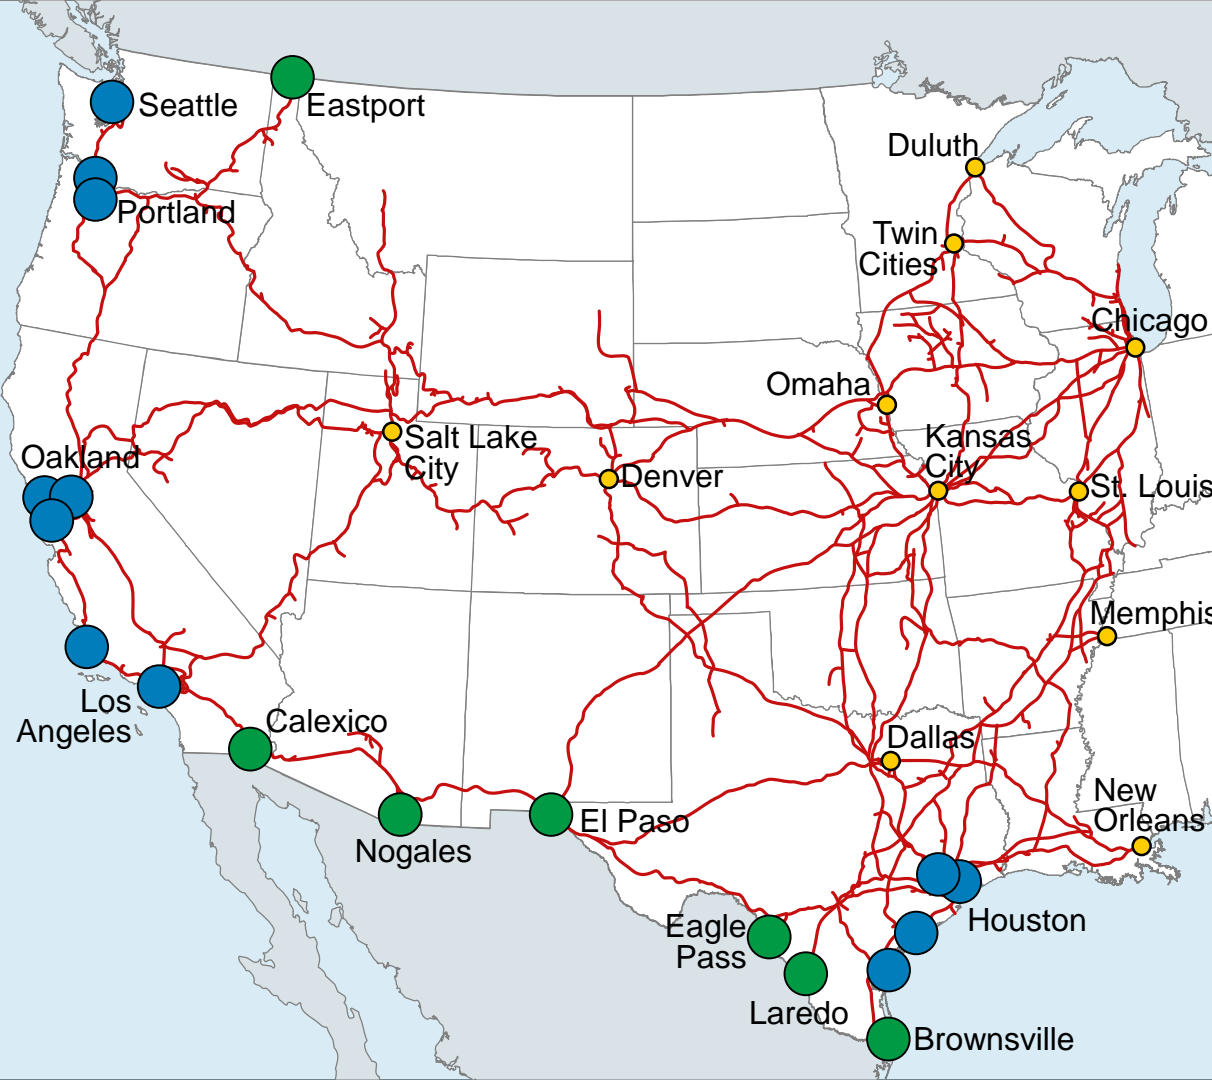 Seattle
Eastport
Duluth
Portland
Twin
Cities
Chicago
Omaha
Salt Lake
City
Kansas
City
Oakland
Denver
St. Louis
Memphis
Los
Angeles
Calexico
Dallas
New
Orleans
El Paso
Nogales
Eagle
Pass
Houston
Laredo
Brownsville